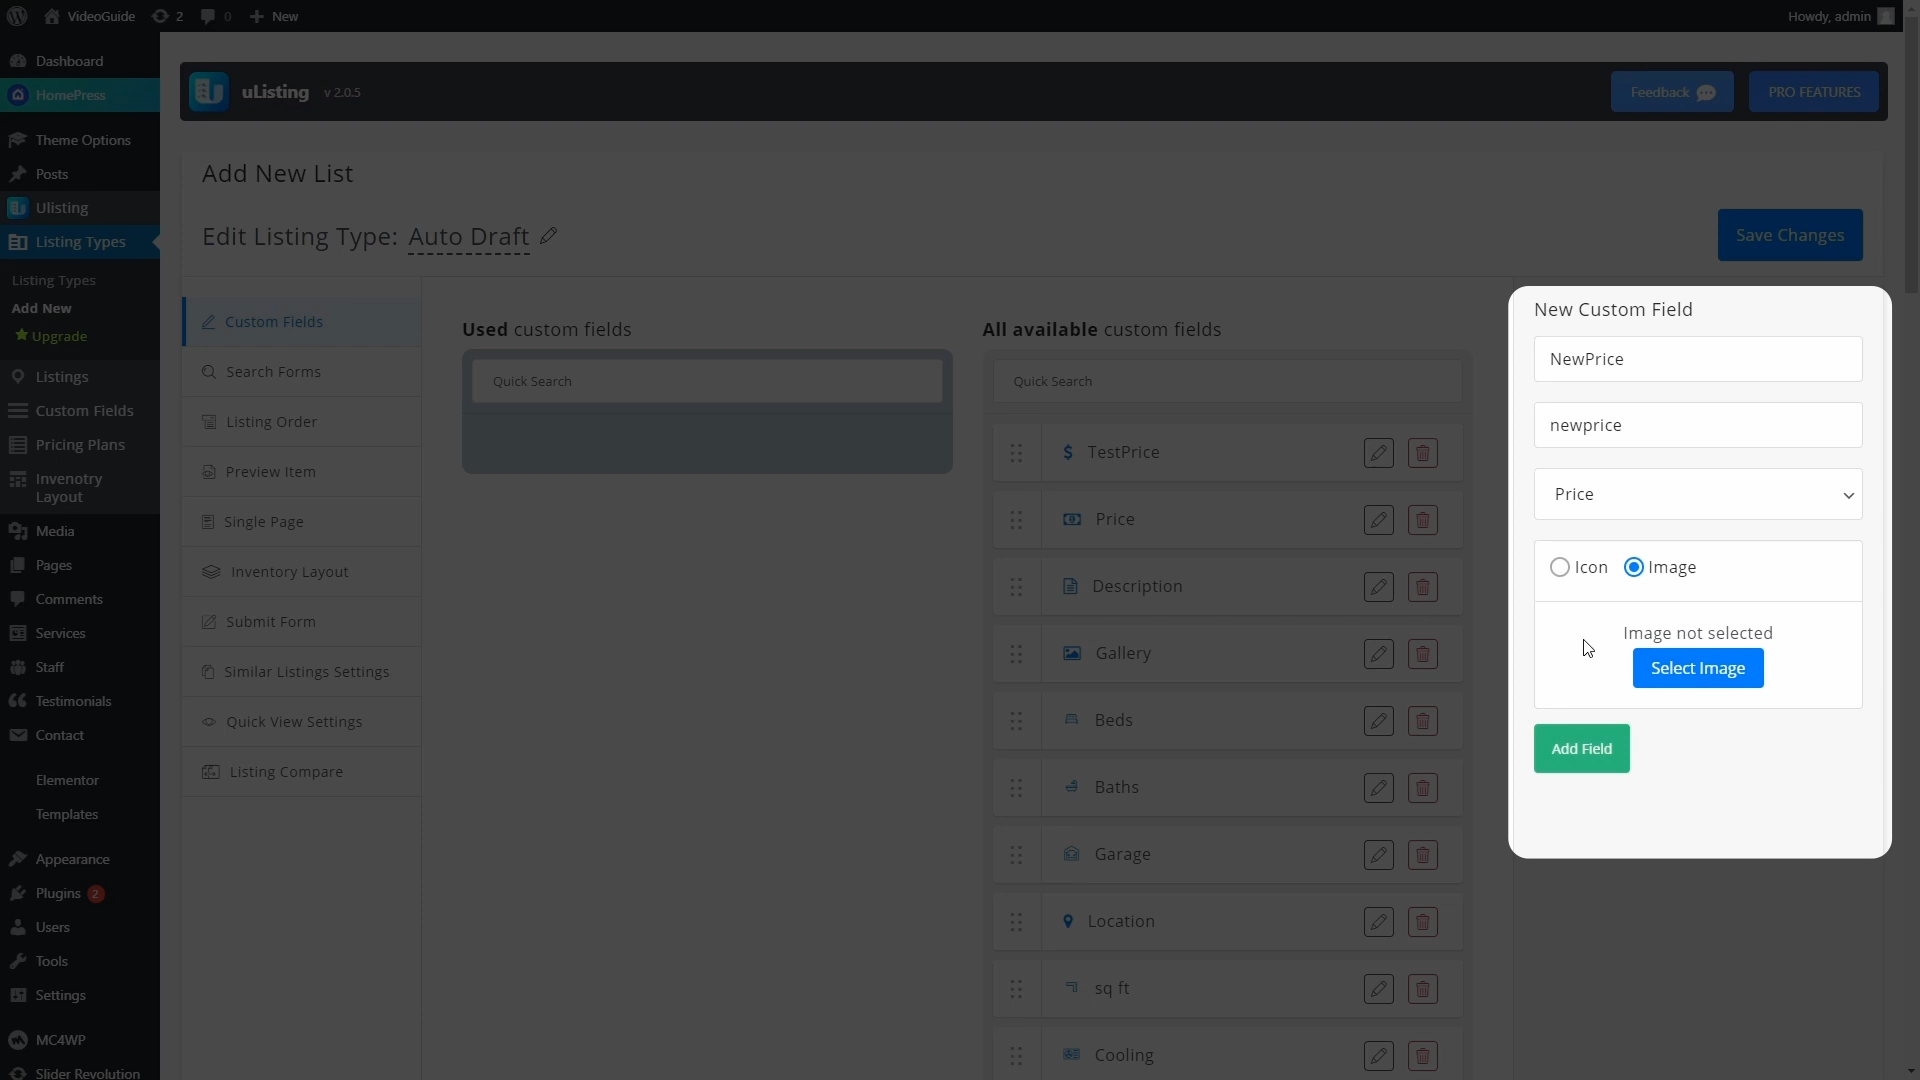 VideoGuide
2
0
New
Howdy, admin
Dashboard
HomePress
Theme Options
Posts
Ulisting
Listing Types
Listing Types
Add New
Upgrade
Listings
Custom Fields
Pricing Plans
Invenotry
Layout
Media
Pages
Comments
Services
Staff
Testimonials
Contact
Elementor
Templates
Appearance
Plugins 2
Users
Tools
Settings
MC4WP
Slider Revolution
uListing v 2.0.5
Feedback
PRO FEATURES
Add New List
Edit Listing Type: Auto Draft
Save Changes
Custom Fields
Search Forms
Listing Order
Preview Item
Single Page
Inventory Layout
Submit Form
Similar Listings Settings
Quick View Settings
Listing Compare
Used custom fields
Quick Search
All available custom fields
Quick Search
TestPrice
Price
Description
Gallery
Beds
Baths
Garage
Location
sq ft
Cooling
New Custom Field
NewPrice
newprice
Price
Icon Image
Image not selected
Select Image
Add Field